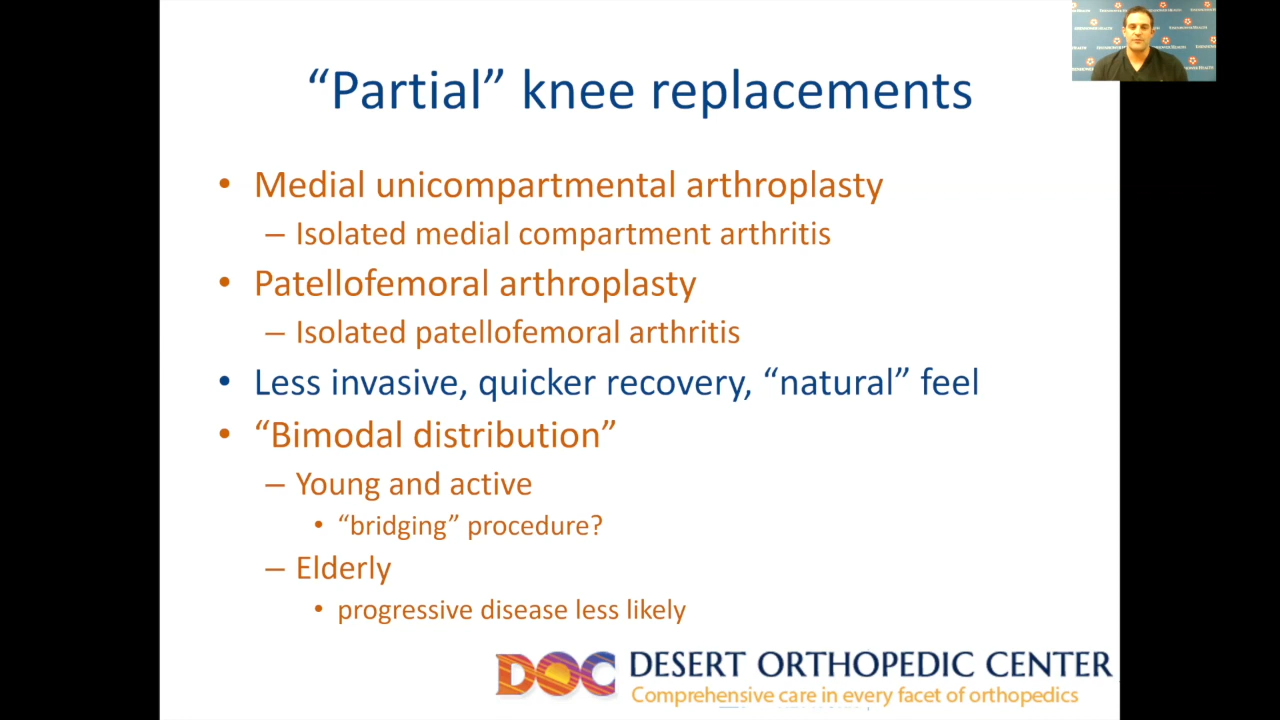 “Partial” knee replacements
• Medial unicompartmental arthroplasty
– Isolated medial compartment arthritis
• Patellofemoral arthroplasty
– Isolated patellofemoral arthritis
• Less invasive, quicker recovery, “natural” feel
• “Bimodal distribution”
– Young and active
• “bridging” procedure?
– Elderly
• progressive disease less likely
DOC DESERT ORTHOPEDIC CENTER
Comprehensive care in every facet of orthopedics